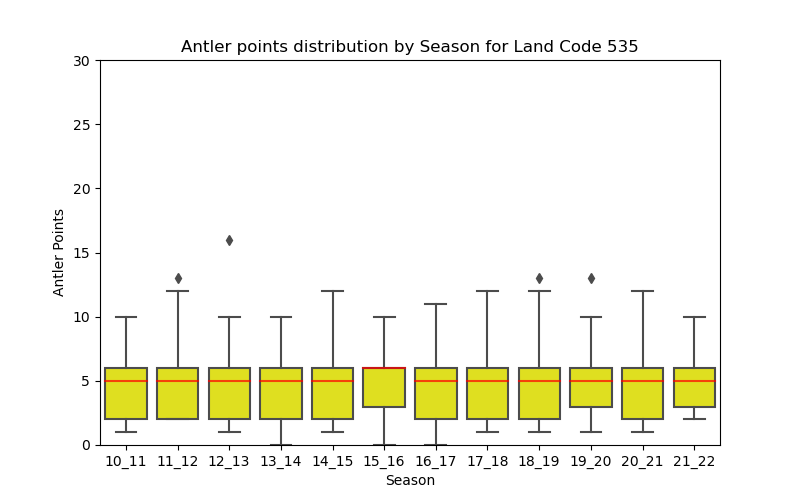 Antler points distribution by Season for Land Code 535
30
25
20
15
10
5
0
Antler Points
10_11 11_12 12_13 13_14 14_15 15_16 16_17 17_18 18_19 19_20 20_21 21_22
Season